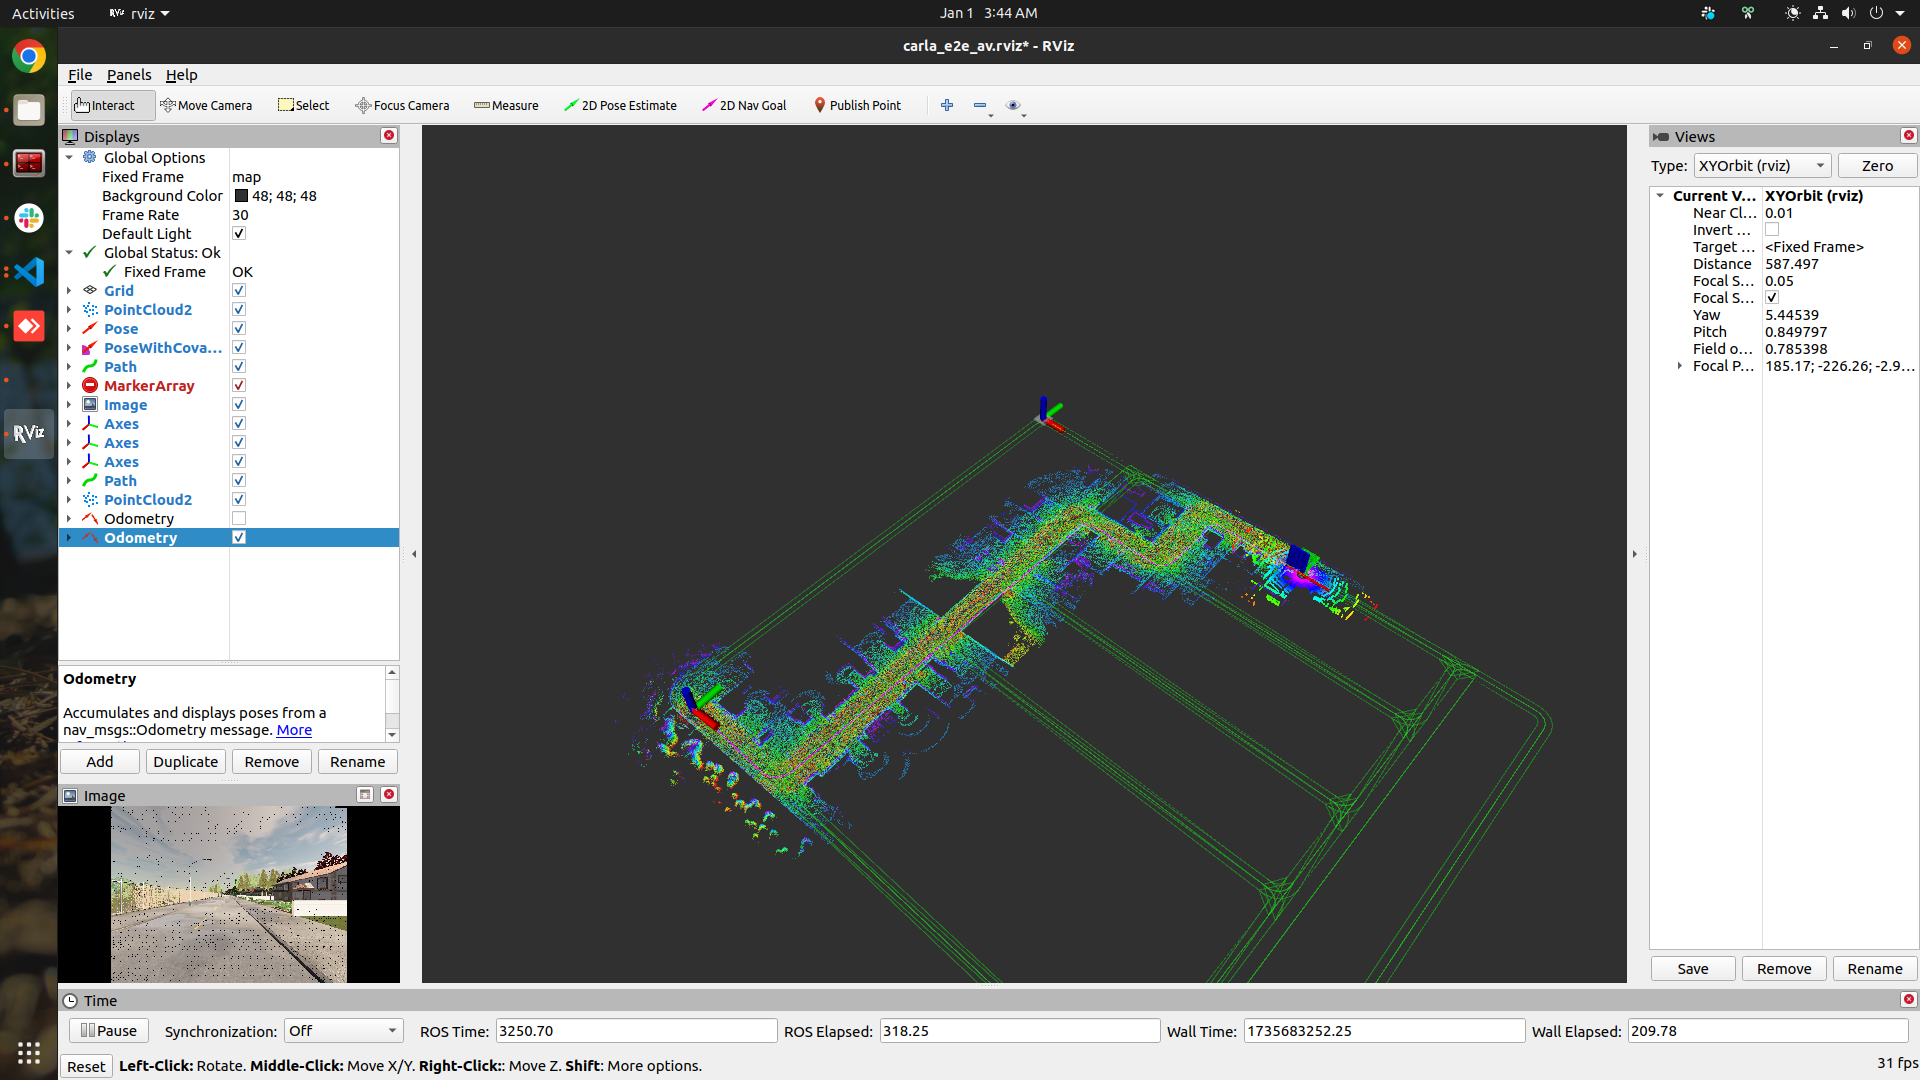 Activities
RViz rviz
Jan 1 3:44 AM
carla_e2e_av.rviz* - RViz
File Panels Help
Interact Move Camera Select Focus Camera Measure 2D Pose Estimate 2D Nav Goal Publish Point
Displays
Global Options
Fixed Frame map
Background Color 48; 48; 48
Frame Rate 30
Default Light
Global Status: Ok
Fixed Frame OK
Grid
PointCloud2
Pose
PoseWithCova...
Path
MarkerArray
Image
Axes
Axes
Axes
Path
PointCloud2
Odometry
Odometry
RViz
Odometry
Accumulates and displays poses from a
nav_msgs::Odometry message. More
Add Duplicate Remove Rename
Image
Views
Type: XYOrbit (rviz) Zero
Current V... XYOrbit (rviz)
Near Cl... 0.01
Invert ...
Target ... <Fixed Frame>
Distance 587.497
Focal S... 0.05
Focal S...
Yaw 5.44539
Pitch 0.849797
Field o... 0.785398
Focal P... 185.17; -226.26; -2.9...
Save Remove Rename
Time
Pause Synchronization: Off ROS Time: 3250.70 ROS Elapsed: 318.25 Wall Time: 1735683252.25 Wall Elapsed: 209.78
Reset Left-Click: Rotate. Middle-Click: Move X/Y. Right-Click:: Move Z. Shift: More options. 31 fps